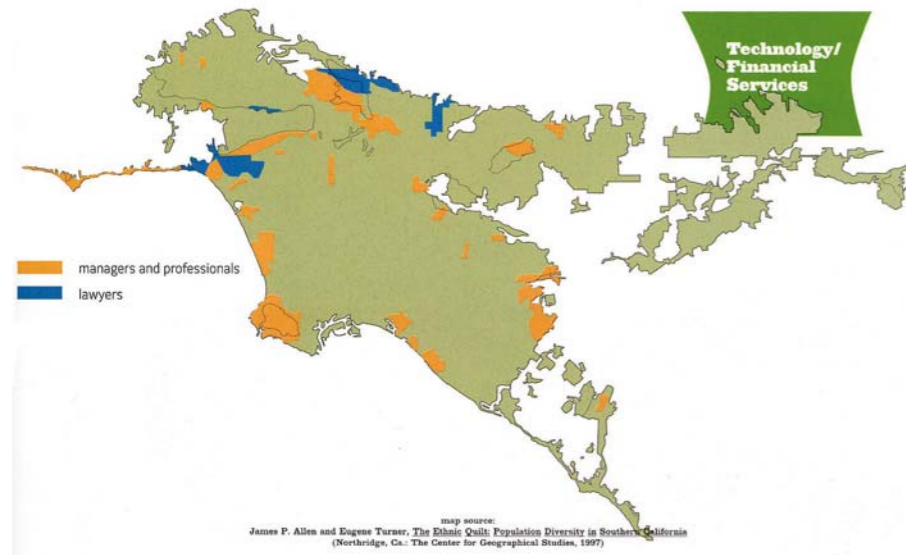 Technology/
Financial
Services
managers and professionals
lawyers
map source:
James P. Allen and Eugene Turner, The Ethnic Quilt: Population Diversity in Southern California
(Northridge, Ca.: The Center for Geographical Studies, 1997)